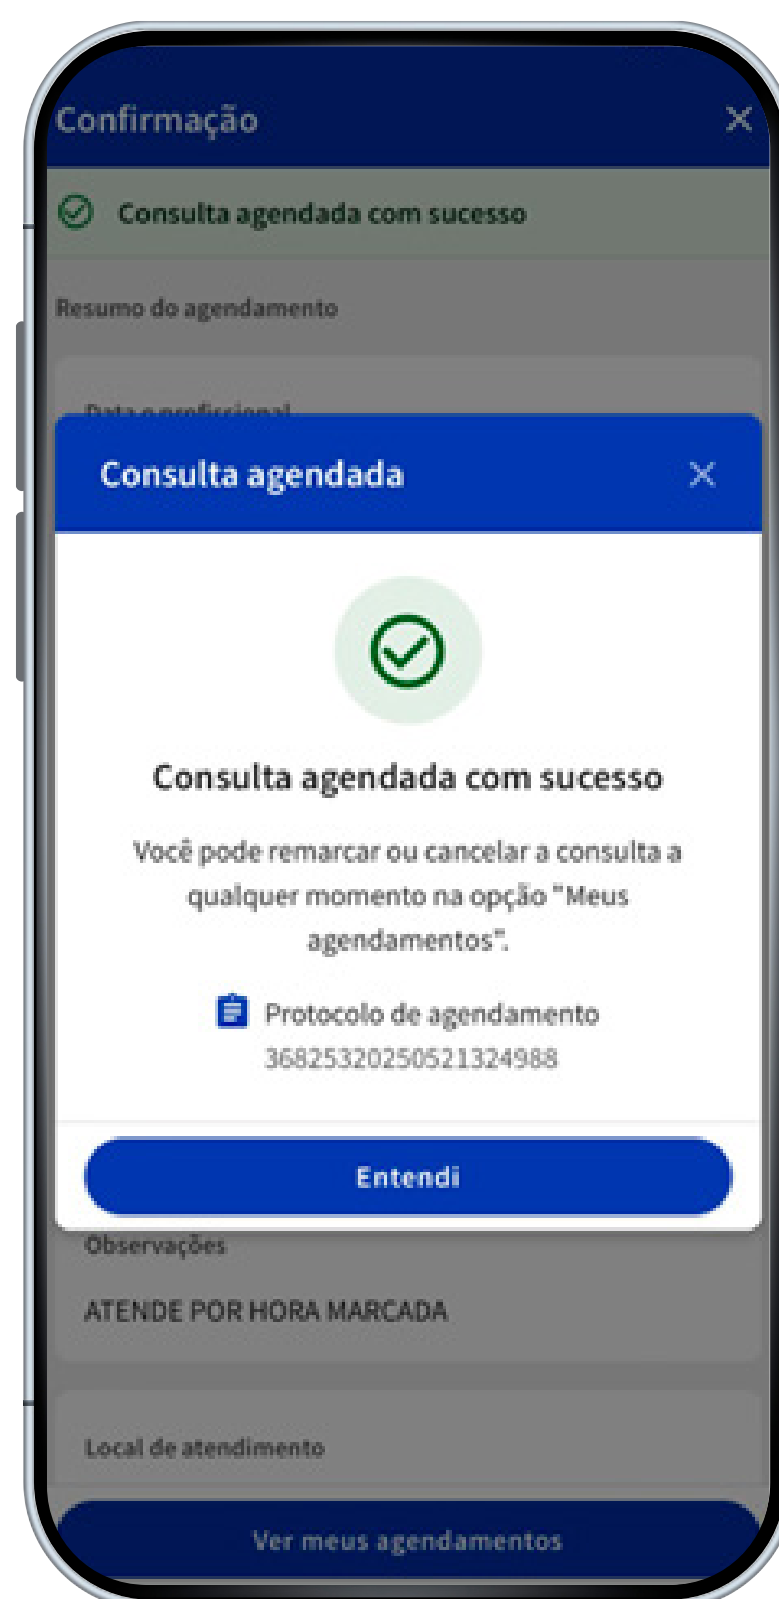 Confirmação
Consulta agendada com sucesso
Resumo do agendamento
Data e profissional
Consulta agendada
Consulta agendada com sucesso
Você pode remarcar ou cancelar a consulta a
qualquer momento na opção "Meus
agendamentos".
Protocolo de agendamento
36825320250521324988
Entendi
Observações
ATENDE POR HORA MARCADA
Local de atendimento
Ver meus agendamentos